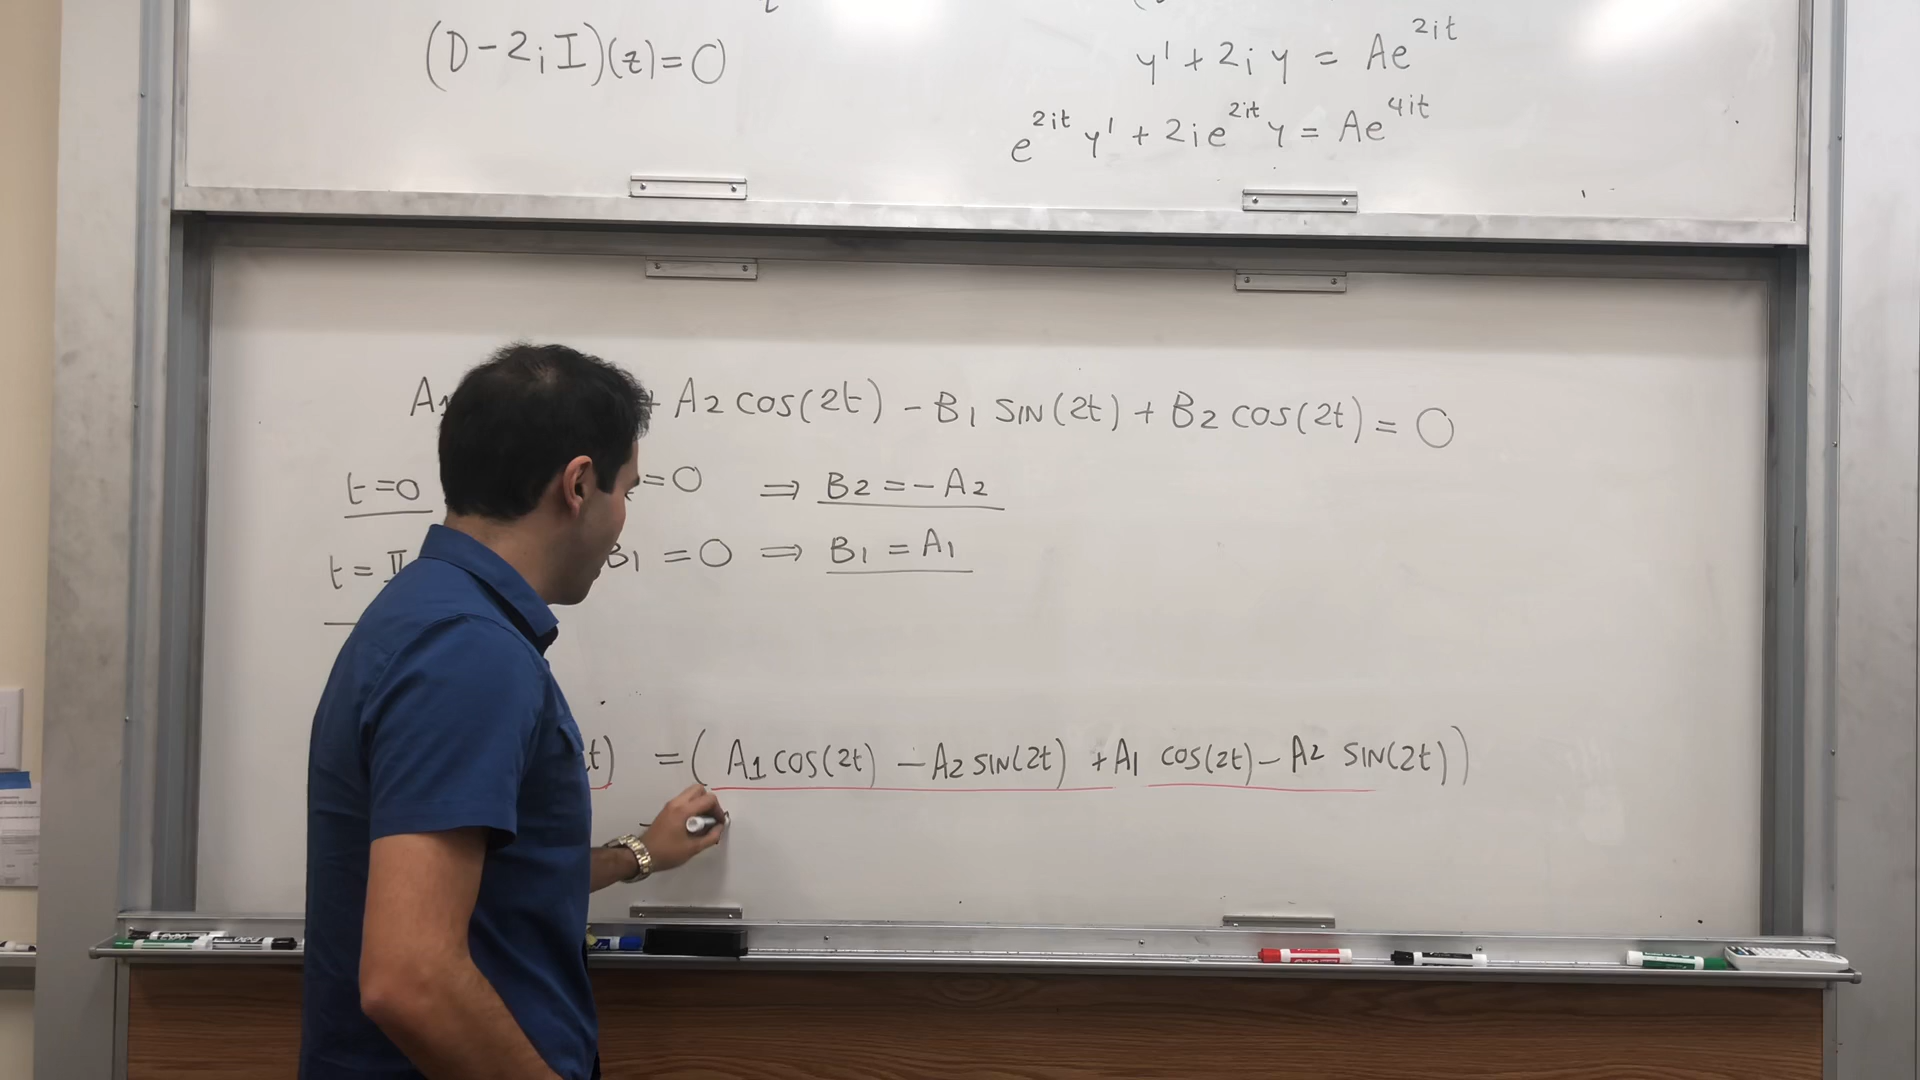 (D-2iI)(z)=0
y' + 2iy = Ae^{2it}
e^{2it} y' + 2ie^{2it} y = Ae^{4it}
A1 + A2 cos(2t) - B1 SIN(2t) + B2 cos(2t) = 0
t=0 =0 ⇒ B2 = -A2
t= B1 =0 ⇒ B1 = A1
t) =( A1 cos(2t) - A2 SIN(2t) + A1 cos(2t) - A2 SIN(2t))